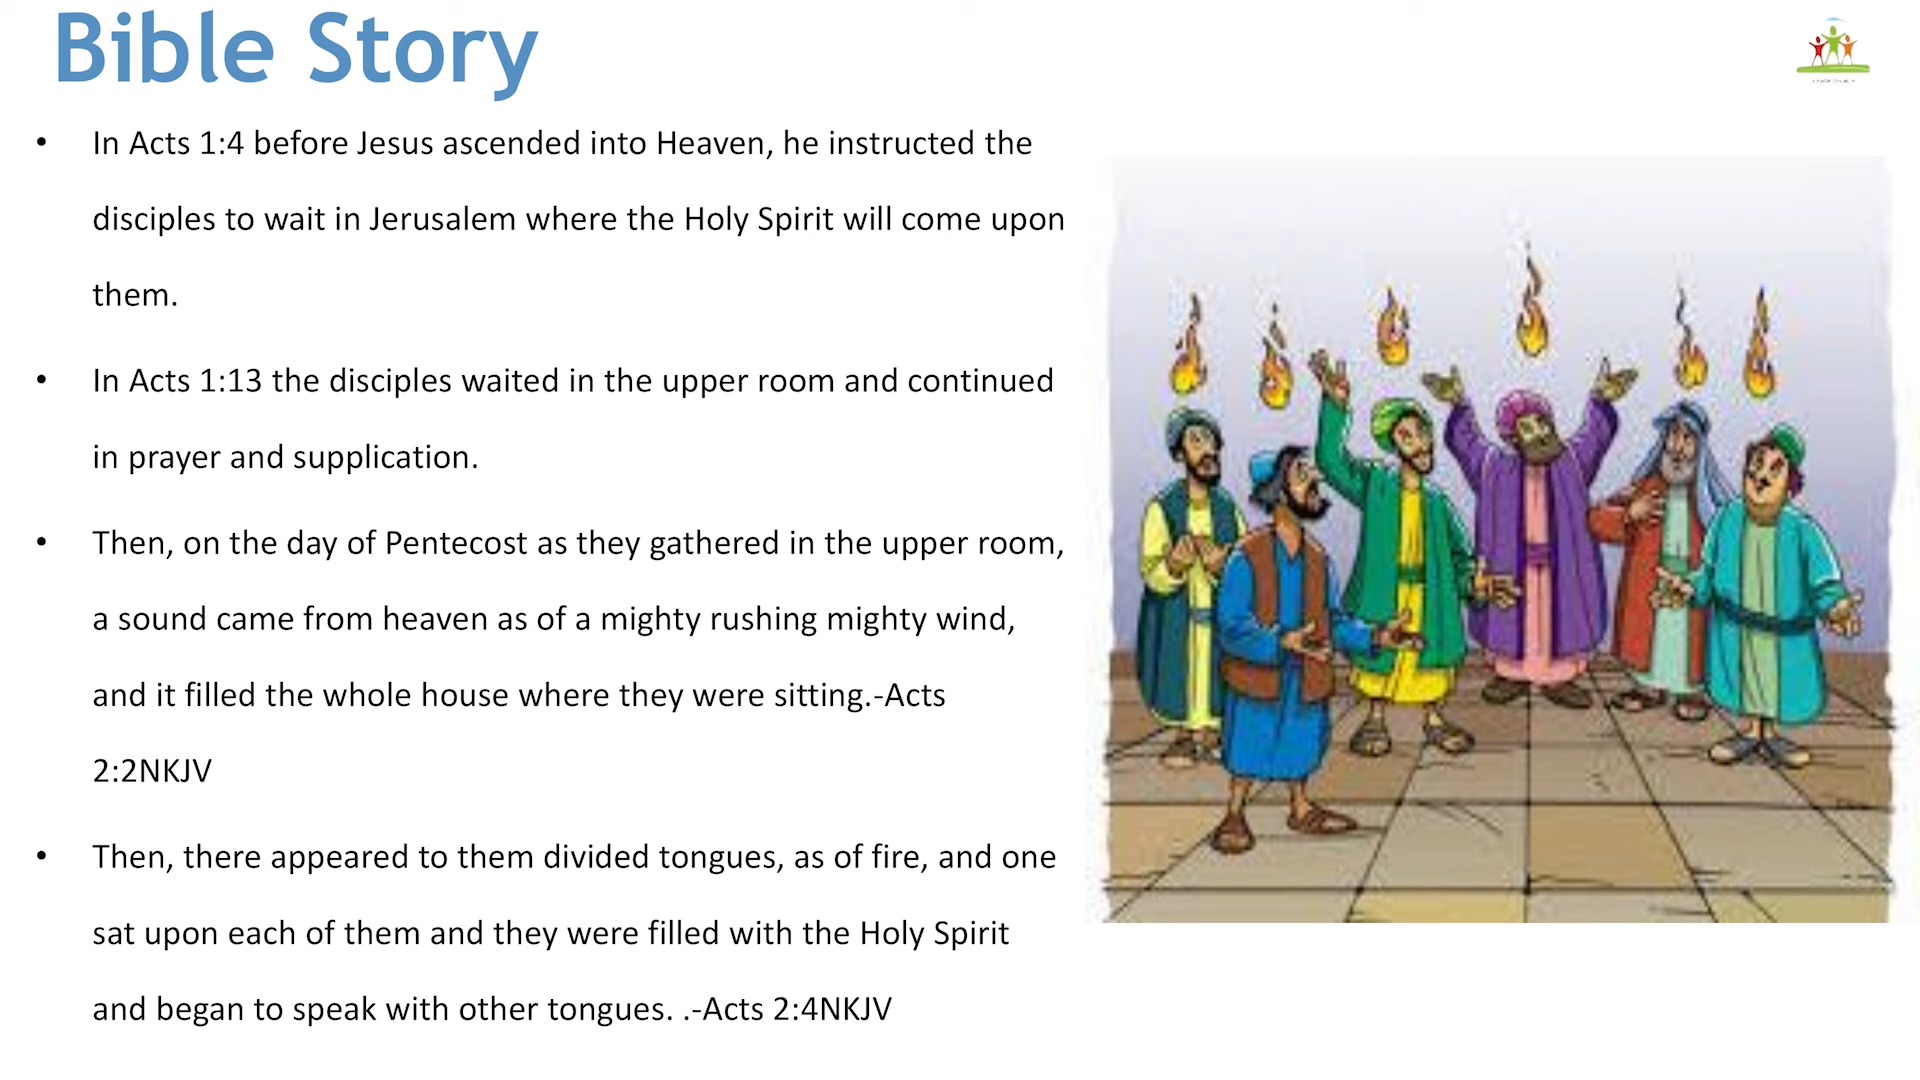 Bible Story
• In Acts 1:4 before Jesus ascended into Heaven, he instructed the
disciples to wait in Jerusalem where the Holy Spirit will come upon
them.
• In Acts 1:13 the disciples waited in the upper room and continued
in prayer and supplication.
• Then, on the day of Pentecost as they gathered in the upper room,
a sound came from heaven as of a mighty rushing mighty wind,
and it filled the whole house where they were sitting.-Acts
2:2NKJV
• Then, there appeared to them divided tongues, as of fire, and one
sat upon each of them and they were filled with the Holy Spirit
and began to speak with other tongues. .-Acts 2:4NKJV